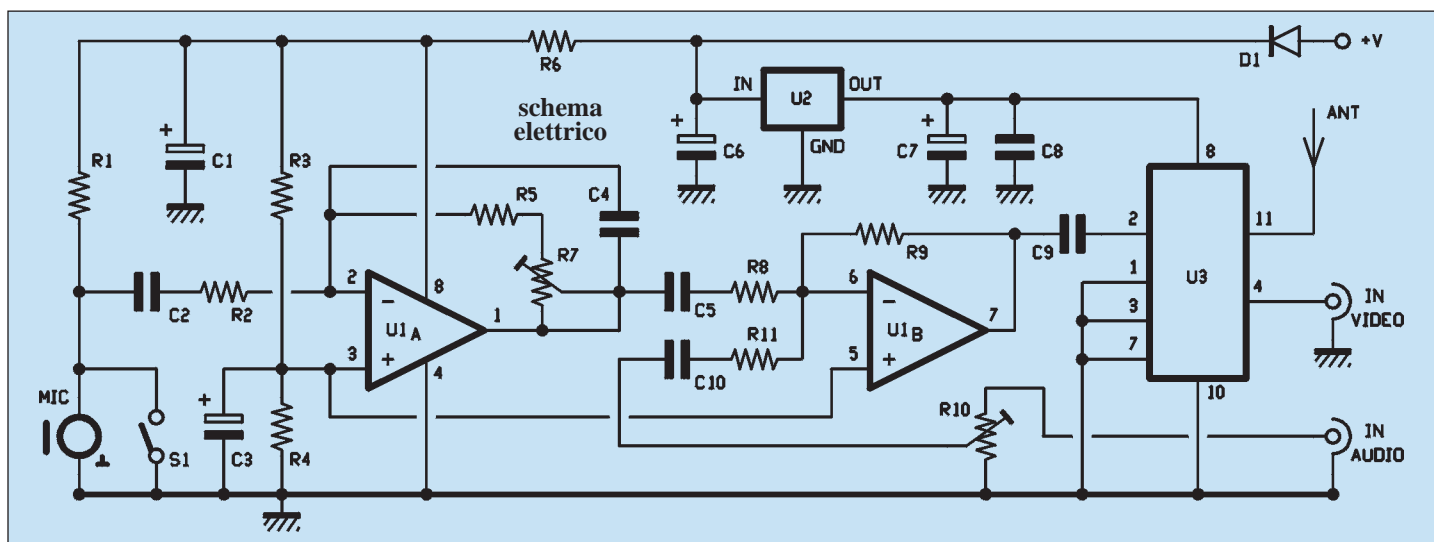 +V
D1
R6
IN
U2
OUT
GND
schema
elettrico
ANT
R1
+
C1
R3
+
C6
+
C7
C8
8
R5
C4
R7
R9
C9
2
11
1
U3
4
3
7
10
IN
VIDEO
C2
R2
2
8
−
U1A
1
3
+
4
C5
R8
R11
C10
6
−
U1B
7
5
+
MIC
S1
+
C3
R4
R10
IN
AUDIO